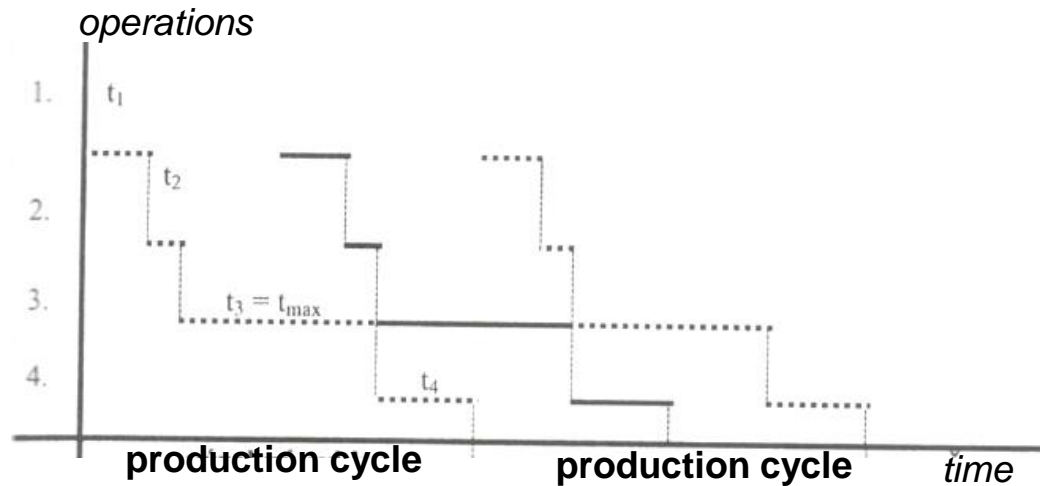 operations
1.
t₁
t₂
2.
3.
t₃ = tₘₐₓ
4.
t₄
production cycle production cycle time